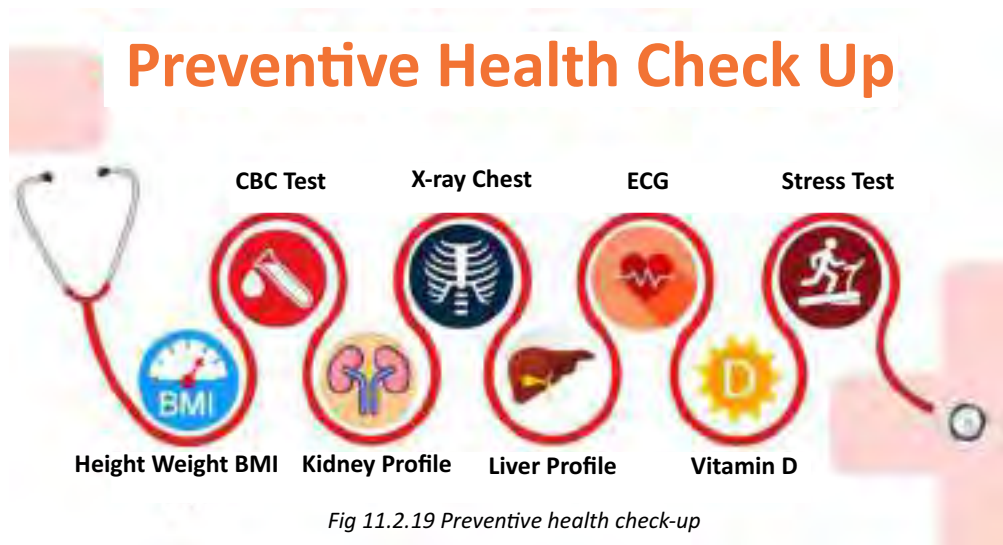 Preventive Health Check Up
CBC Test X-ray Chest ECG Stress Test
BMI
D
Height Weight BMI Kidney Profile Liver Profile Vitamin D
Fig 11.2.19 Preventive health check-up